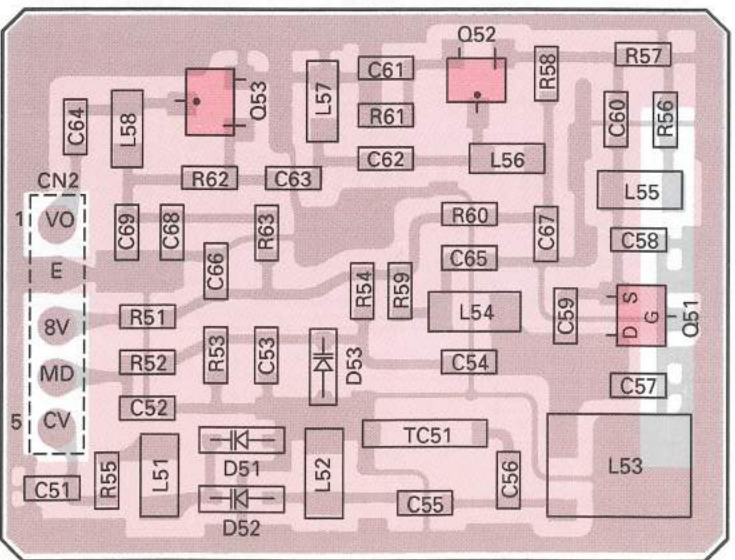 Q52
R57
C61
R58
Q53
L57
C60
R56
C64
L58
R61
C62
L56
CN2
R62
C63
L55
1 VO
C69
C68
R63
R60
C67
C58
E
C66
C65
R54
R59
L54
C59
S
G
D
Q51
8V
R51
MD
R52
R53
C53
D53
C54
C57
5 CV
C52
TC51
D51
L53
C51
R55
L51
L52
C56
D52
C55